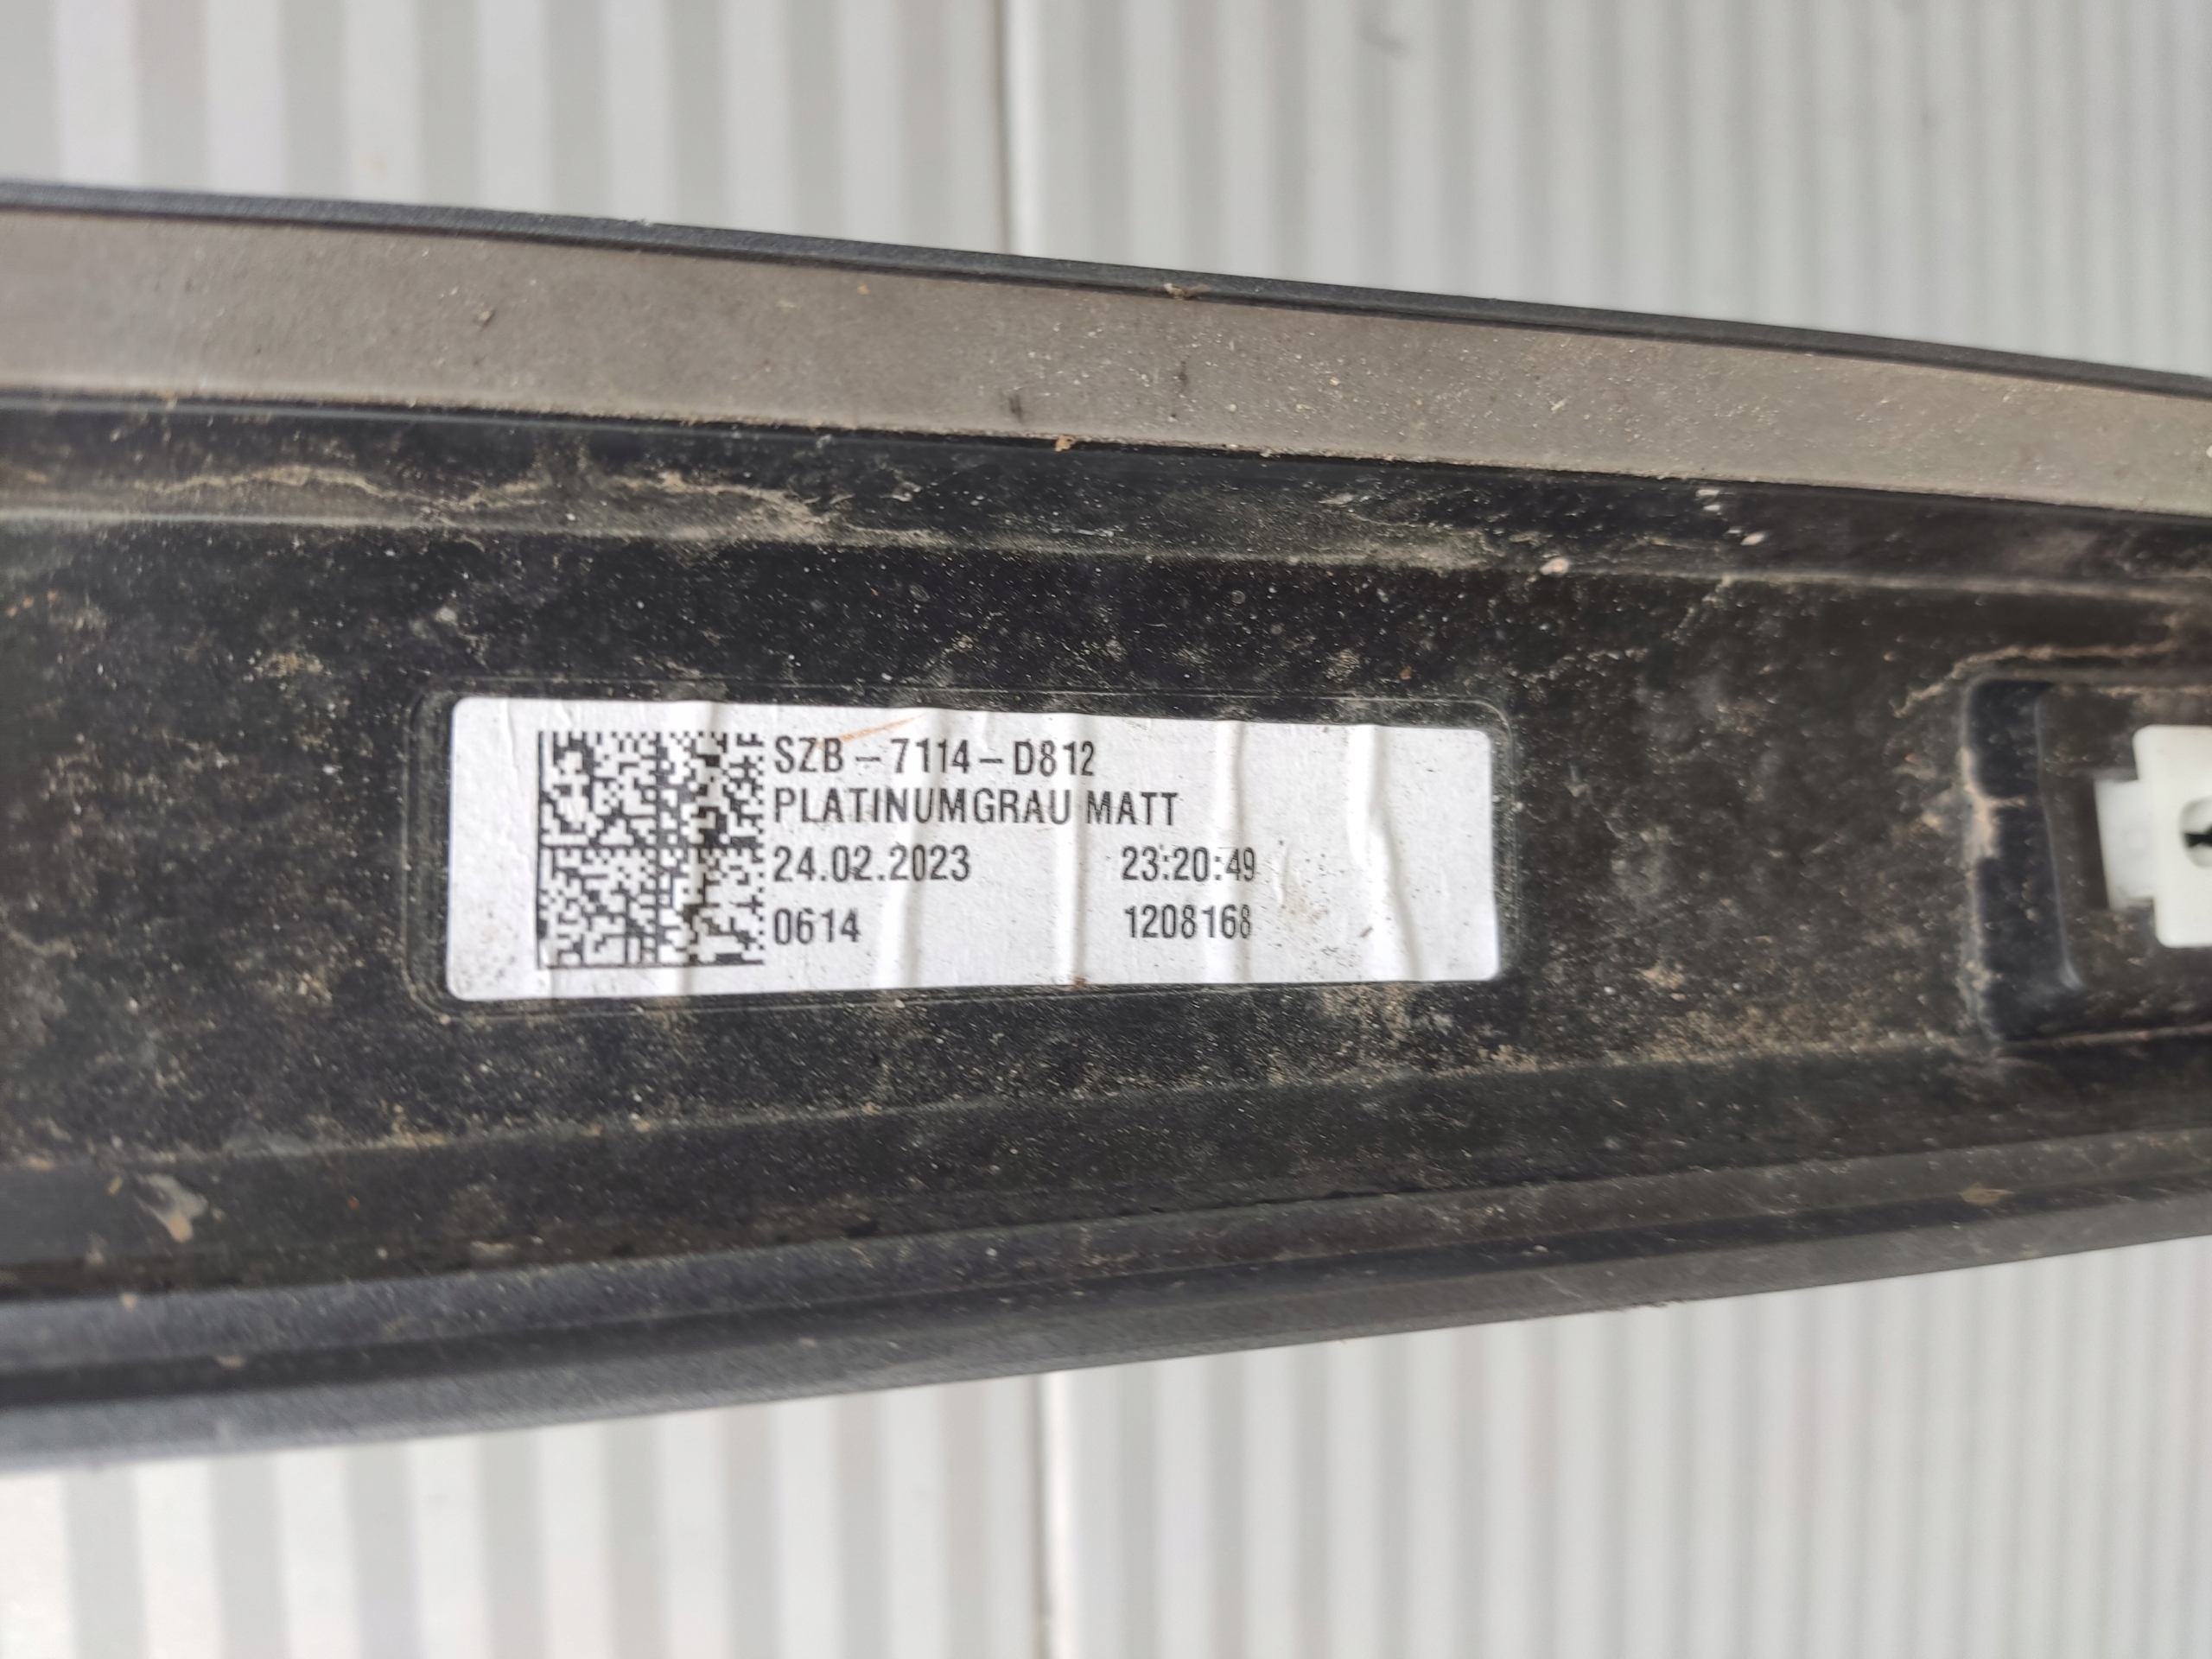 SZB-7114-D812
PLATINUMGRAU MATT
24.02.2023 23:20:49
0614 1208168